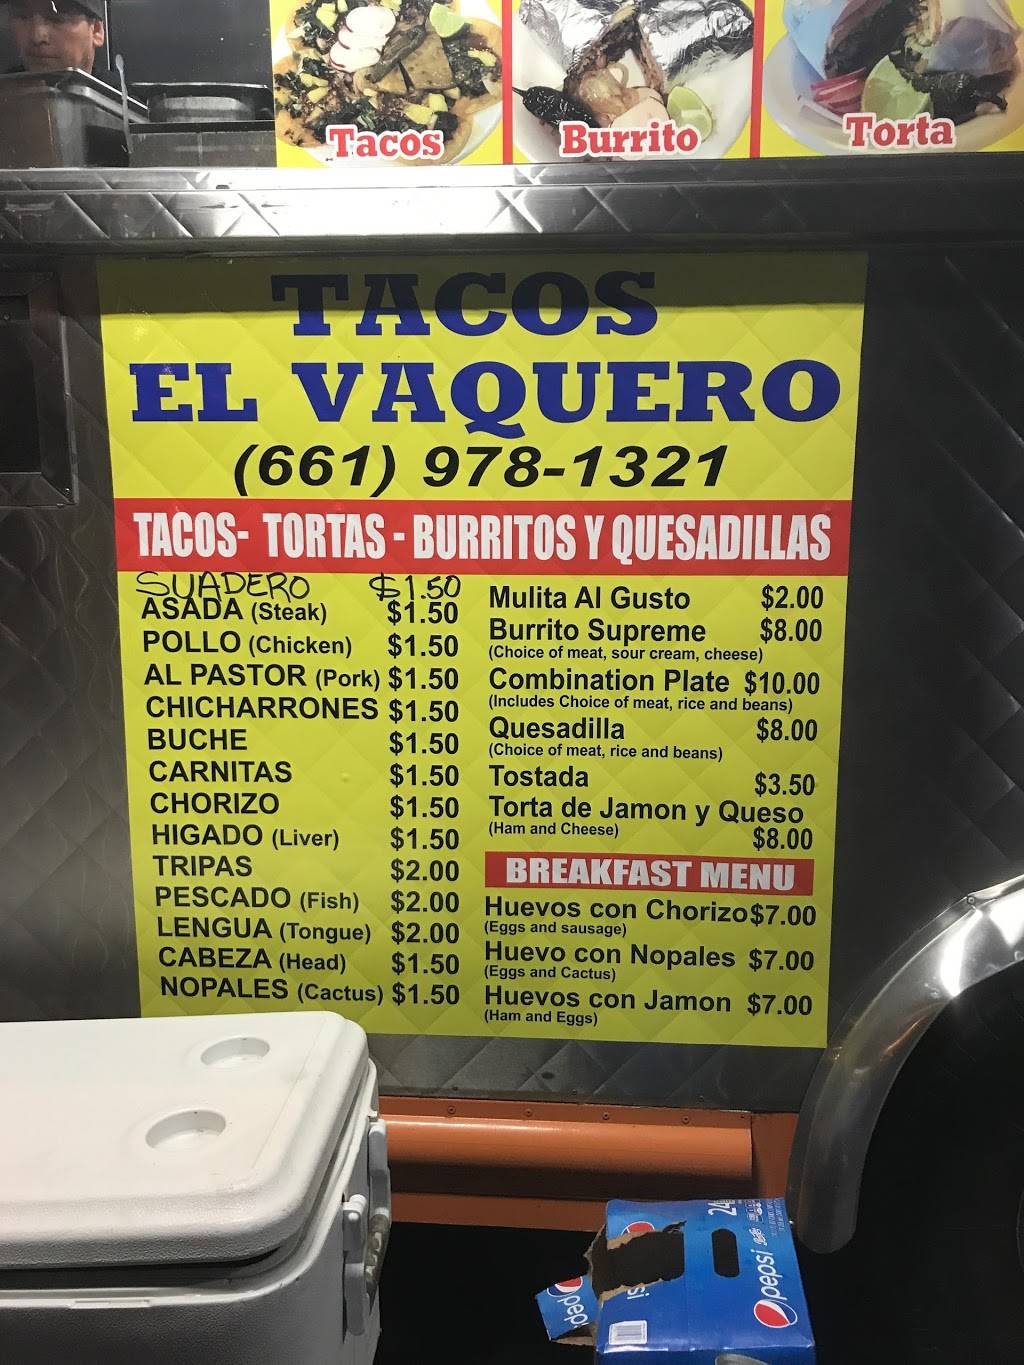 Tacos
Burrito
Torta
TACOS
EL VAQUERO
(661) 978-1321
TACOS- TORTAS - BURRITOS Y QUESADILLAS
SUADERO $1.50
ASADA (Steak) $1.50
POLLO (Chicken) $1.50
AL PASTOR (Pork) $1.50
CHICHARRONES $1.50
BUCHE $1.50
CARNITAS $1.50
CHORIZO $1.50
HIGADO (Liver) $1.50
TRIPAS $2.00
PESCADO (Fish) $2.00
LENGUA (Tongue) $2.00
CABEZA (Head) $1.50
NOPALES (Cactus) $1.50
Mulita Al Gusto $2.00
Burrito Supreme $8.00
(Choice of meat, sour cream, cheese)
Combination Plate $10.00
(Includes Choice of meat, rice and beans)
Quesadilla $8.00
(Choice of meat, rice and beans)
Tostada $3.50
Torta de Jamon y Queso
(Ham and Cheese) $8.00
BREAKFAST MENU
Huevos con Chorizo $7.00
(Eggs and sausage)
Huevo con Nopales $7.00
(Eggs and Cactus)
Huevos con Jamon $7.00
(Ham and Eggs)
24
pepsi
si
pepsi